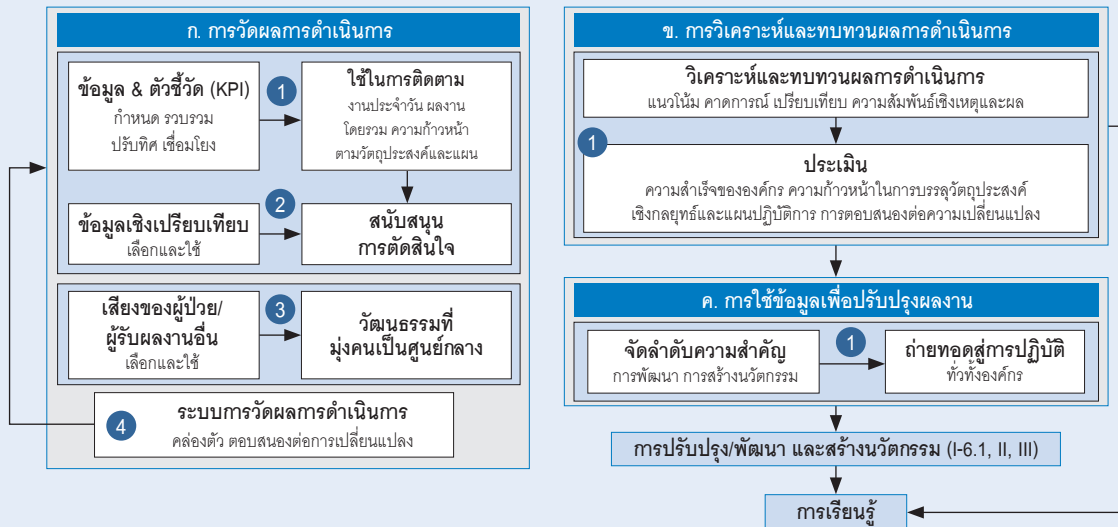 ก. การวัดผลการดำเนินการ
ข้อมูล & ตัวชี้วัด (KPI)
กำหนด รวบรวม
ปรับทิศ เชื่อมโยง
1
ใช้ในการติดตาม
งานประจำวัน ผลงาน
โดยรวม ความก้าวหน้า
ตามวัตถุประสงค์และแผน
ข้อมูลเชิงเปรียบเทียบ
เลือกและใช้
2
สนับสนุน
การตัดสินใจ
เสียงของผู้ป่วย/
ผู้รับผลงานอื่น
เลือกและใช้
3
วัฒนธรรมที่
มุ่งคนเป็นศูนย์กลาง
4
ระบบการวัดผลการดำเนินการ
คล่องตัว ตอบสนองต่อการเปลี่ยนแปลง
ข. การวิเคราะห์และทบทวนผลการดำเนินการ
วิเคราะห์และทบทวนผลการดำเนินการ
แนวโน้ม คาดการณ์ เปรียบเทียบ ความสัมพันธ์เชิงเหตุและผล
1
ประเมิน
ความสำเร็จขององค์กร ความก้าวหน้าในการบรรลุวัตถุประสงค์
เชิงกลยุทธ์และแผนปฏิบัติการ การตอบสนองต่อความเปลี่ยนแปลง
ค. การใช้ข้อมูลเพื่อปรับปรุงผลงาน
จัดลำดับความสำคัญ
การพัฒนา การสร้างนวัตกรรม
1
ถ่ายทอดสู่การปฏิบัติ
ทั่วทั้งองค์กร
การปรับปรุง/พัฒนา และสร้างนวัตกรรม (I-6.1, II, III)
การเรียนรู้